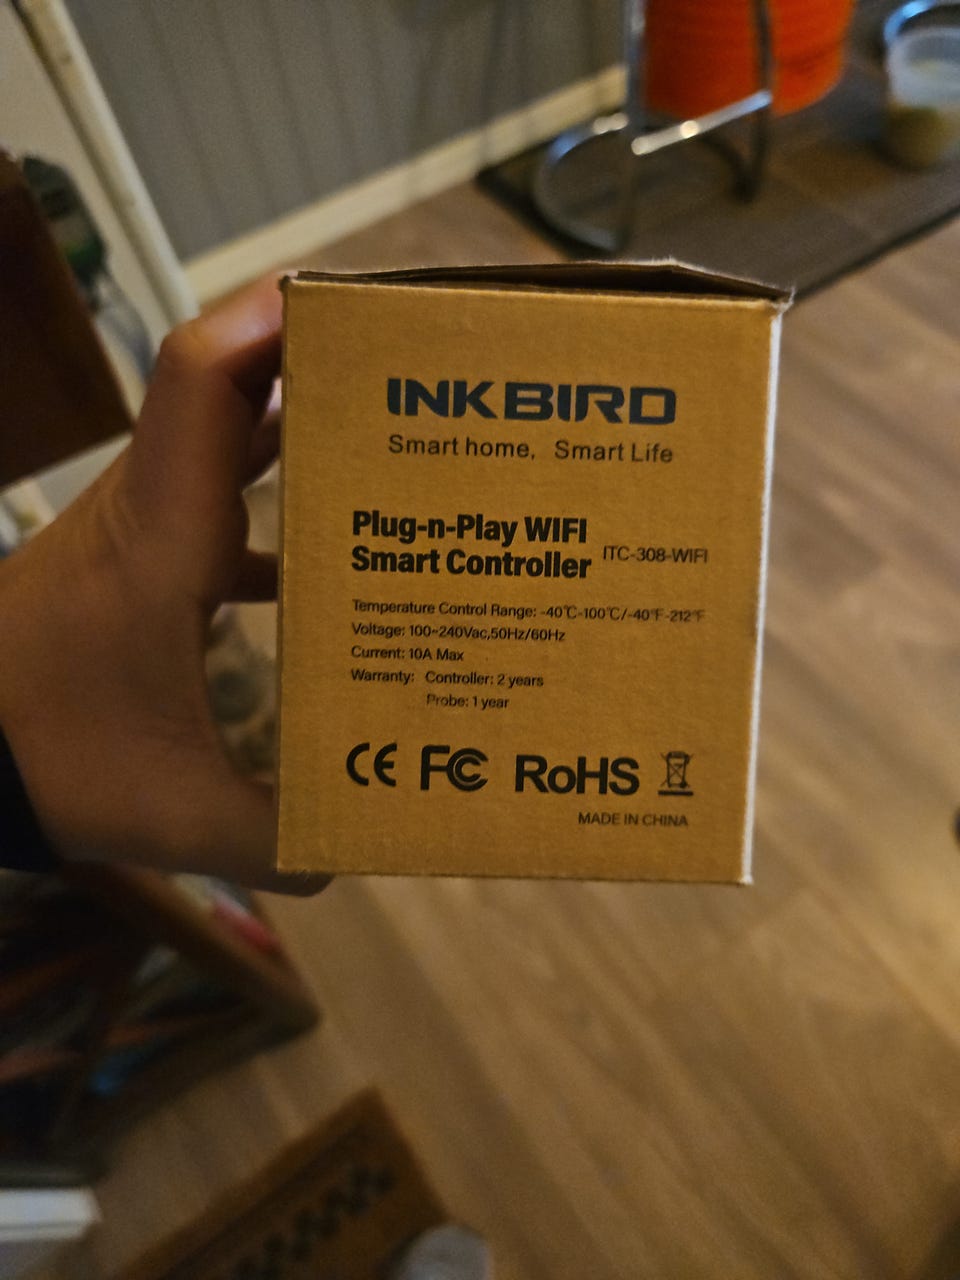 INKBIRD
Smart home, Smart Life
Plug-n-Play WIFI
Smart Controller ITC-308-WIFI
Temperature Control Range: -40℃-100℃/-40℉-212℉
Voltage: 100~240Vac,50Hz/60Hz
Current: 10A Max
Warranty: Controller: 2 years
Probe: 1 year
CE FC RoHS
MADE IN CHINA